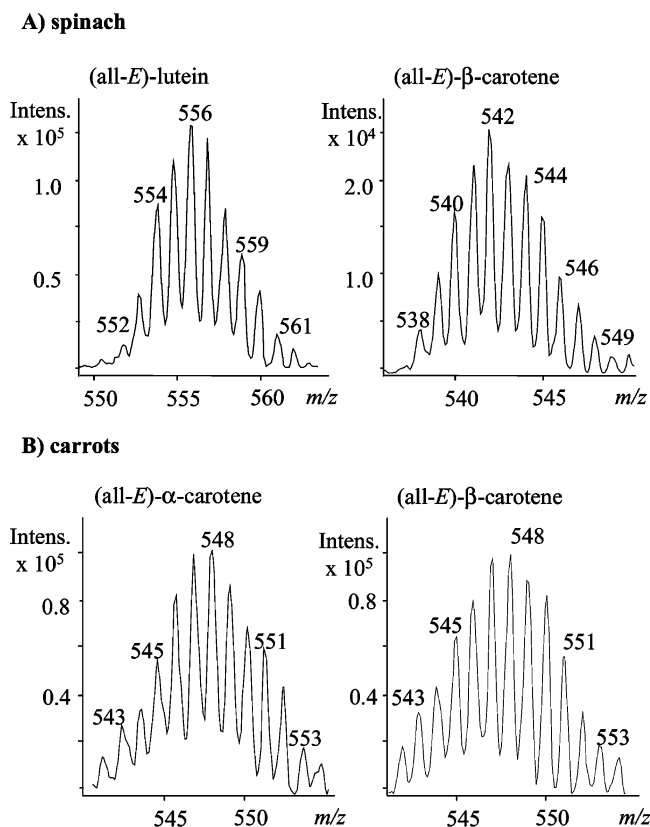 A) spinach
(all-E)-lutein
Intens.
x 10⁵
1.0
0.5
552
554
556
559
561
550
555
560
m/z
(all-E)-β-carotene
Intens.
x 10⁴
2.0
1.0
538
540
542
544
546
549
540
545
m/z
B) carrots
(all-E)-α-carotene
Intens.
x 10⁵
0.8
0.4
543
545
548
551
553
545
550
m/z
(all-E)-β-carotene
Intens.
x 10⁵
0.8
0.4
543
545
548
551
553
545
550
m/z